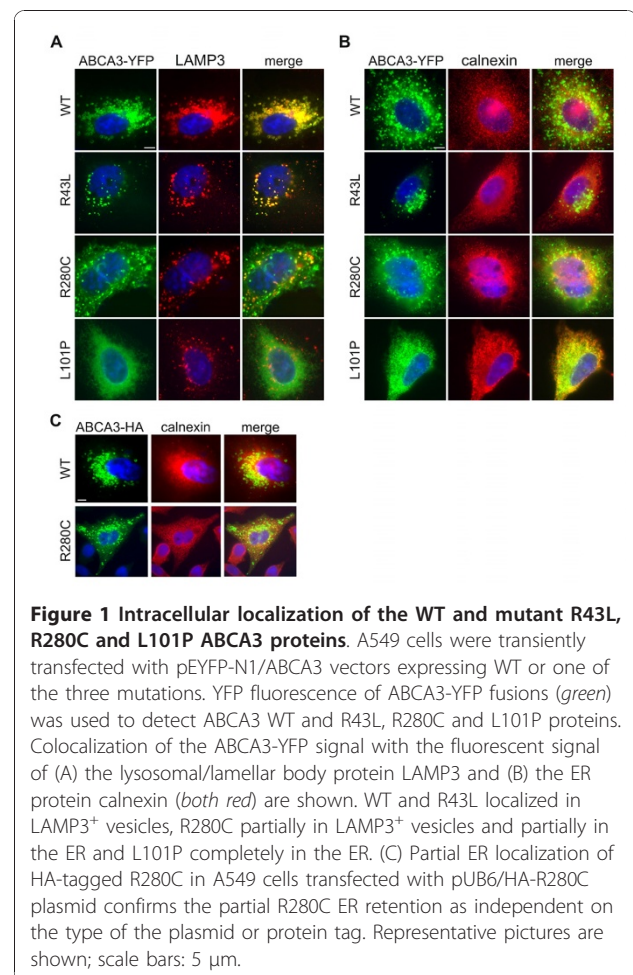 A
ABCA3-YFP LAMP3 merge
WT
R43L
R280C
L101P
B
ABCA3-YFP calnexin merge
WT
R43L
R280C
L101P
C
ABCA3-HA calnexin merge
WT
R280C
Figure 1 Intracellular localization of the WT and mutant R43L,
R280C and L101P ABCA3 proteins. A549 cells were transiently
transfected with pEYFP-N1/ABCA3 vectors expressing WT or one of
the three mutations. YFP fluorescence of ABCA3-YFP fusions (green)
was used to detect ABCA3 WT and R43L, R280C and L101P proteins.
Colocalization of the ABCA3-YFP signal with the fluorescent signal
of (A) the lysosomal/lamellar body protein LAMP3 and (B) the ER
protein calnexin (both red) are shown. WT and R43L localized in
LAMP3⁺ vesicles, R280C partially in LAMP3⁺ vesicles and partially in
the ER and L101P completely in the ER. (C) Partial ER localization of
HA-tagged R280C in A549 cells transfected with pUB6/HA-R280C
plasmid confirms the partial R280C ER retention as independent on
the type of the plasmid or protein tag. Representative pictures are
shown; scale bars: 5 μm.